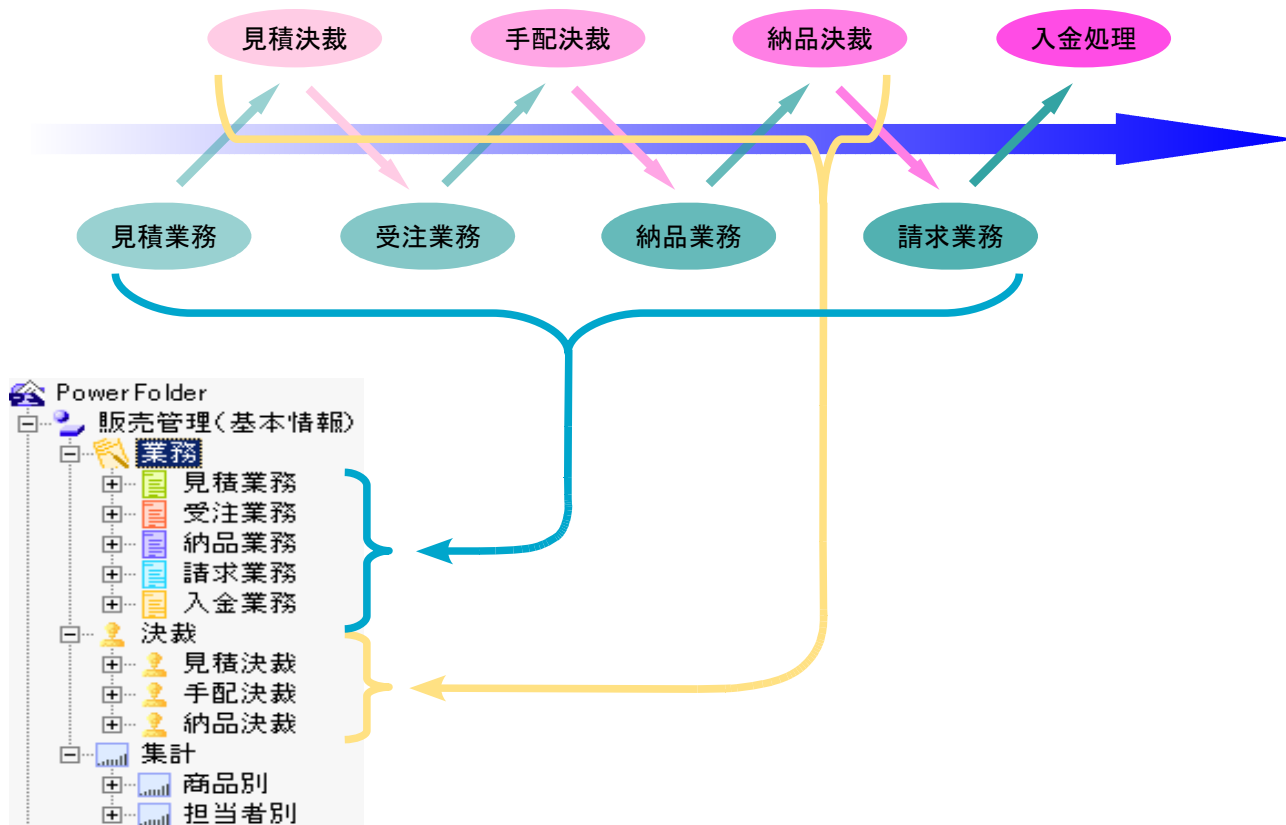 見積決裁 手配決裁 納品決裁 入金処理
見積業務 受注業務 納品業務 請求業務
PowerFolder
販売管理(基本情報)
業務
見積業務
受注業務
納品業務
請求業務
入金業務
決裁
見積決裁
手配決裁
納品決裁
集計
商品別
担当者別